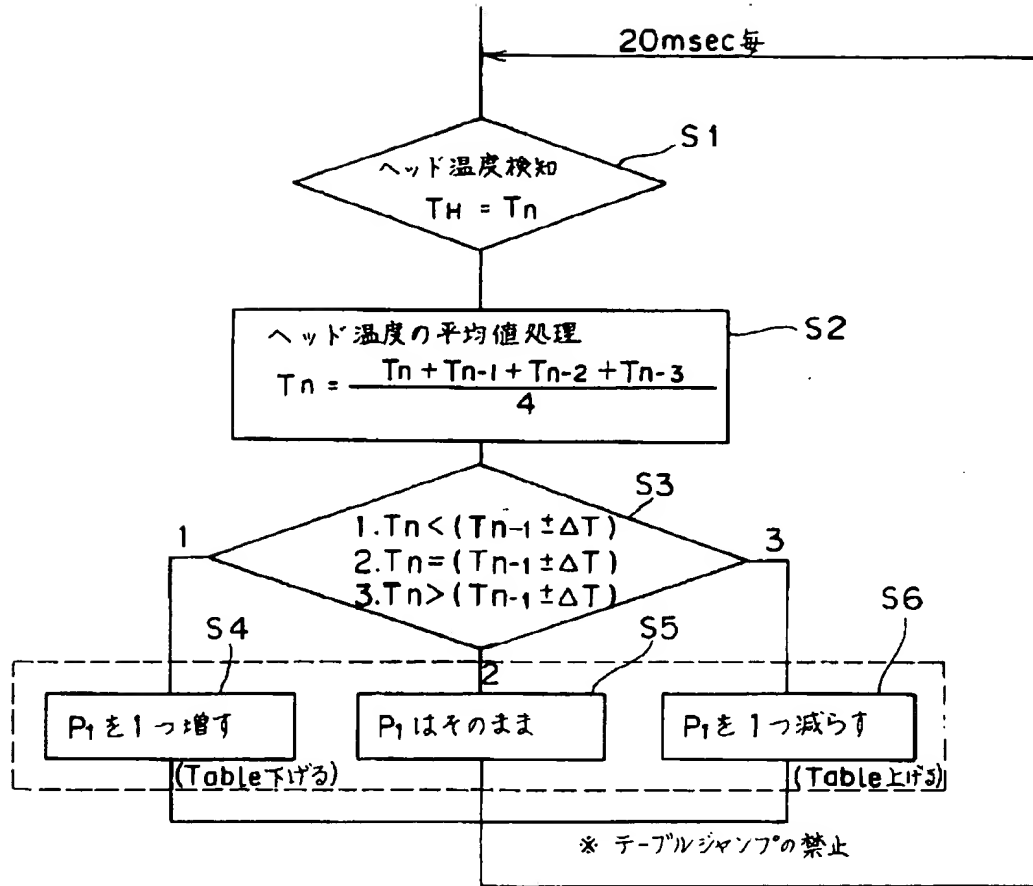 20msec毎
S1
ヘッド温度検知
TH = Tn
S2
ヘッド温度の平均値処理
Tn = Tn + Tn-1 + Tn-2 + Tn-3 / 4
S3
1
3
1.Tn<(Tn-1±ΔT)
2.Tn=(Tn-1±ΔT)
3.Tn>(Tn-1±ΔT)
S4
S5
S6
2
P1を1つ増す
P1はそのまま
P1を1つ減らす
(Table下げる)
(Table上げる)
※ テーブルジャンプの禁止